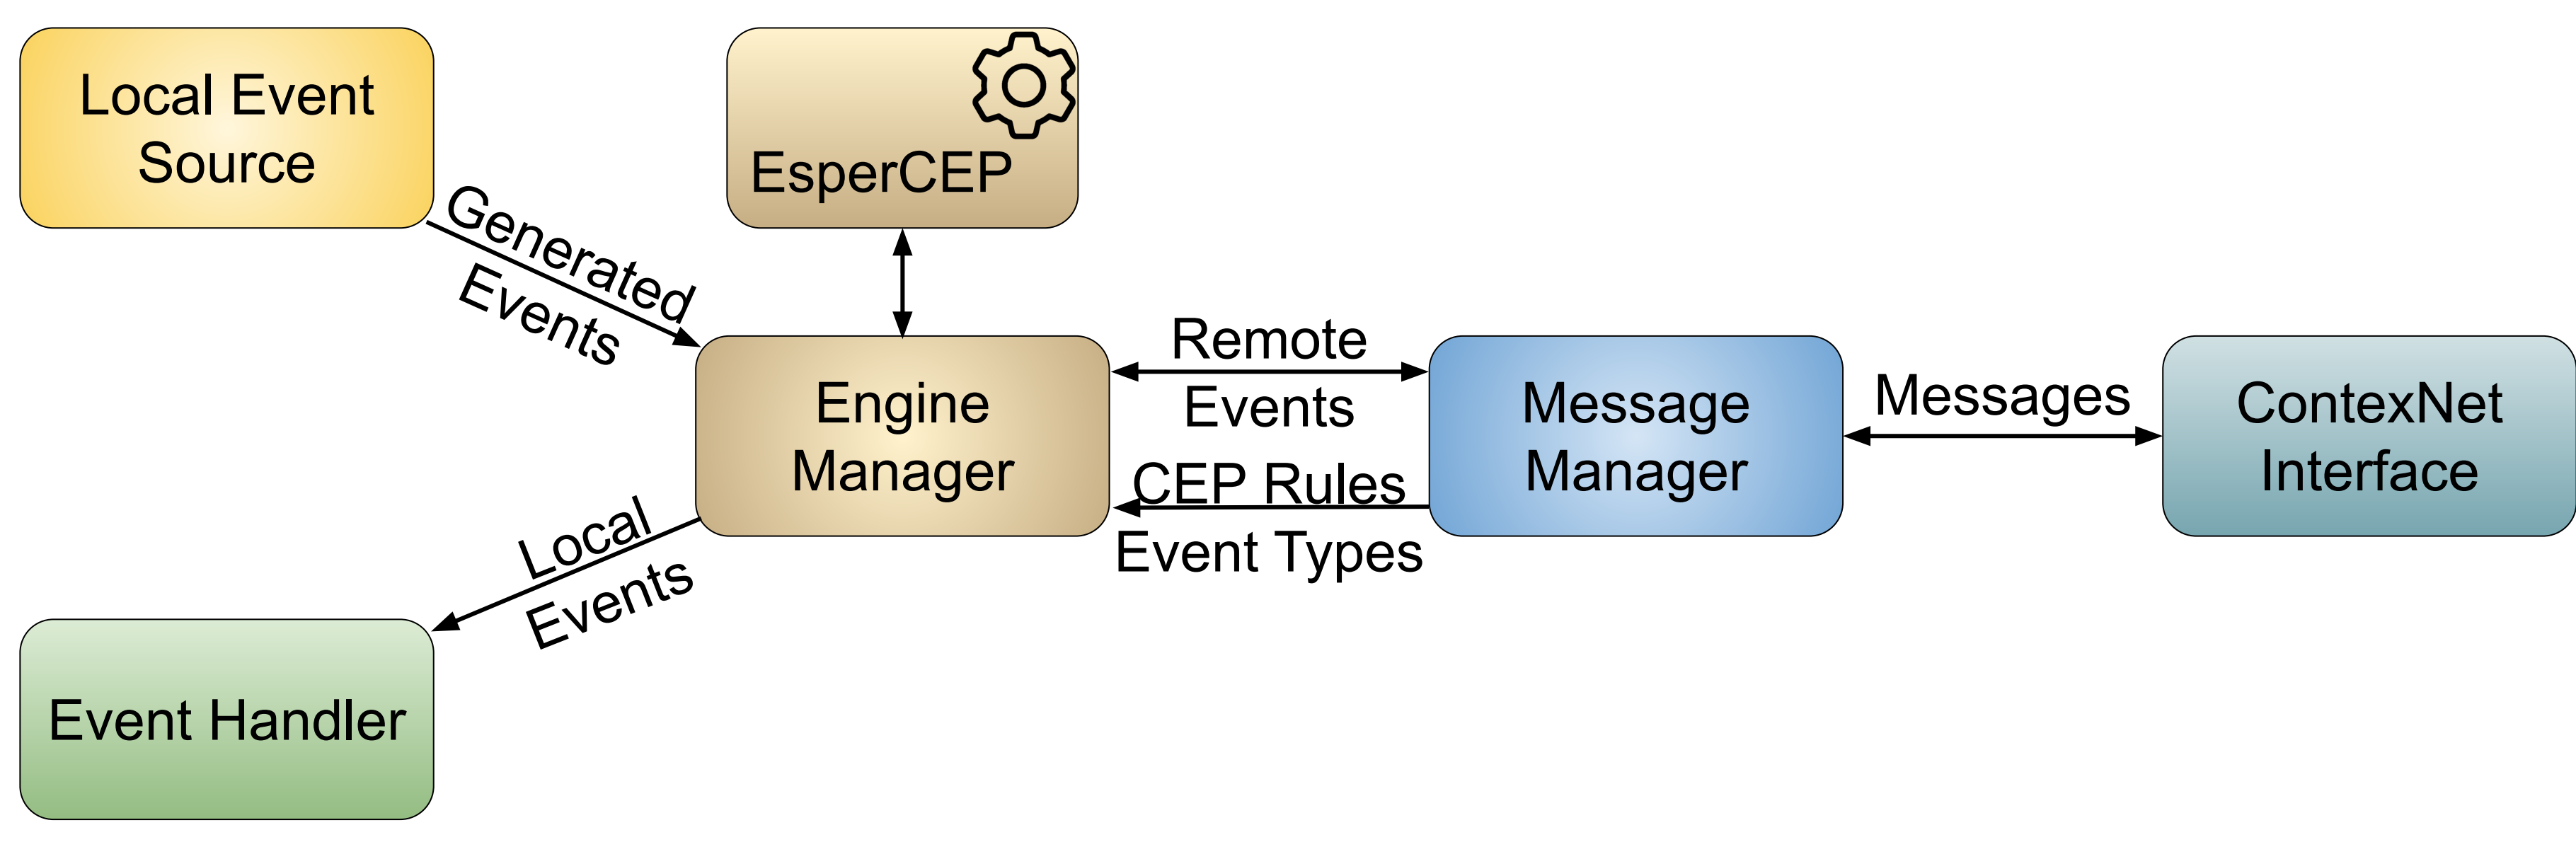 Local Event
Source
EsperCEP
Generated
Events
Engine
Manager
Remote
Events
CEP Rules
Event Types
Message
Manager
Messages
ContexNet
Interface
Local
Events
Event Handler